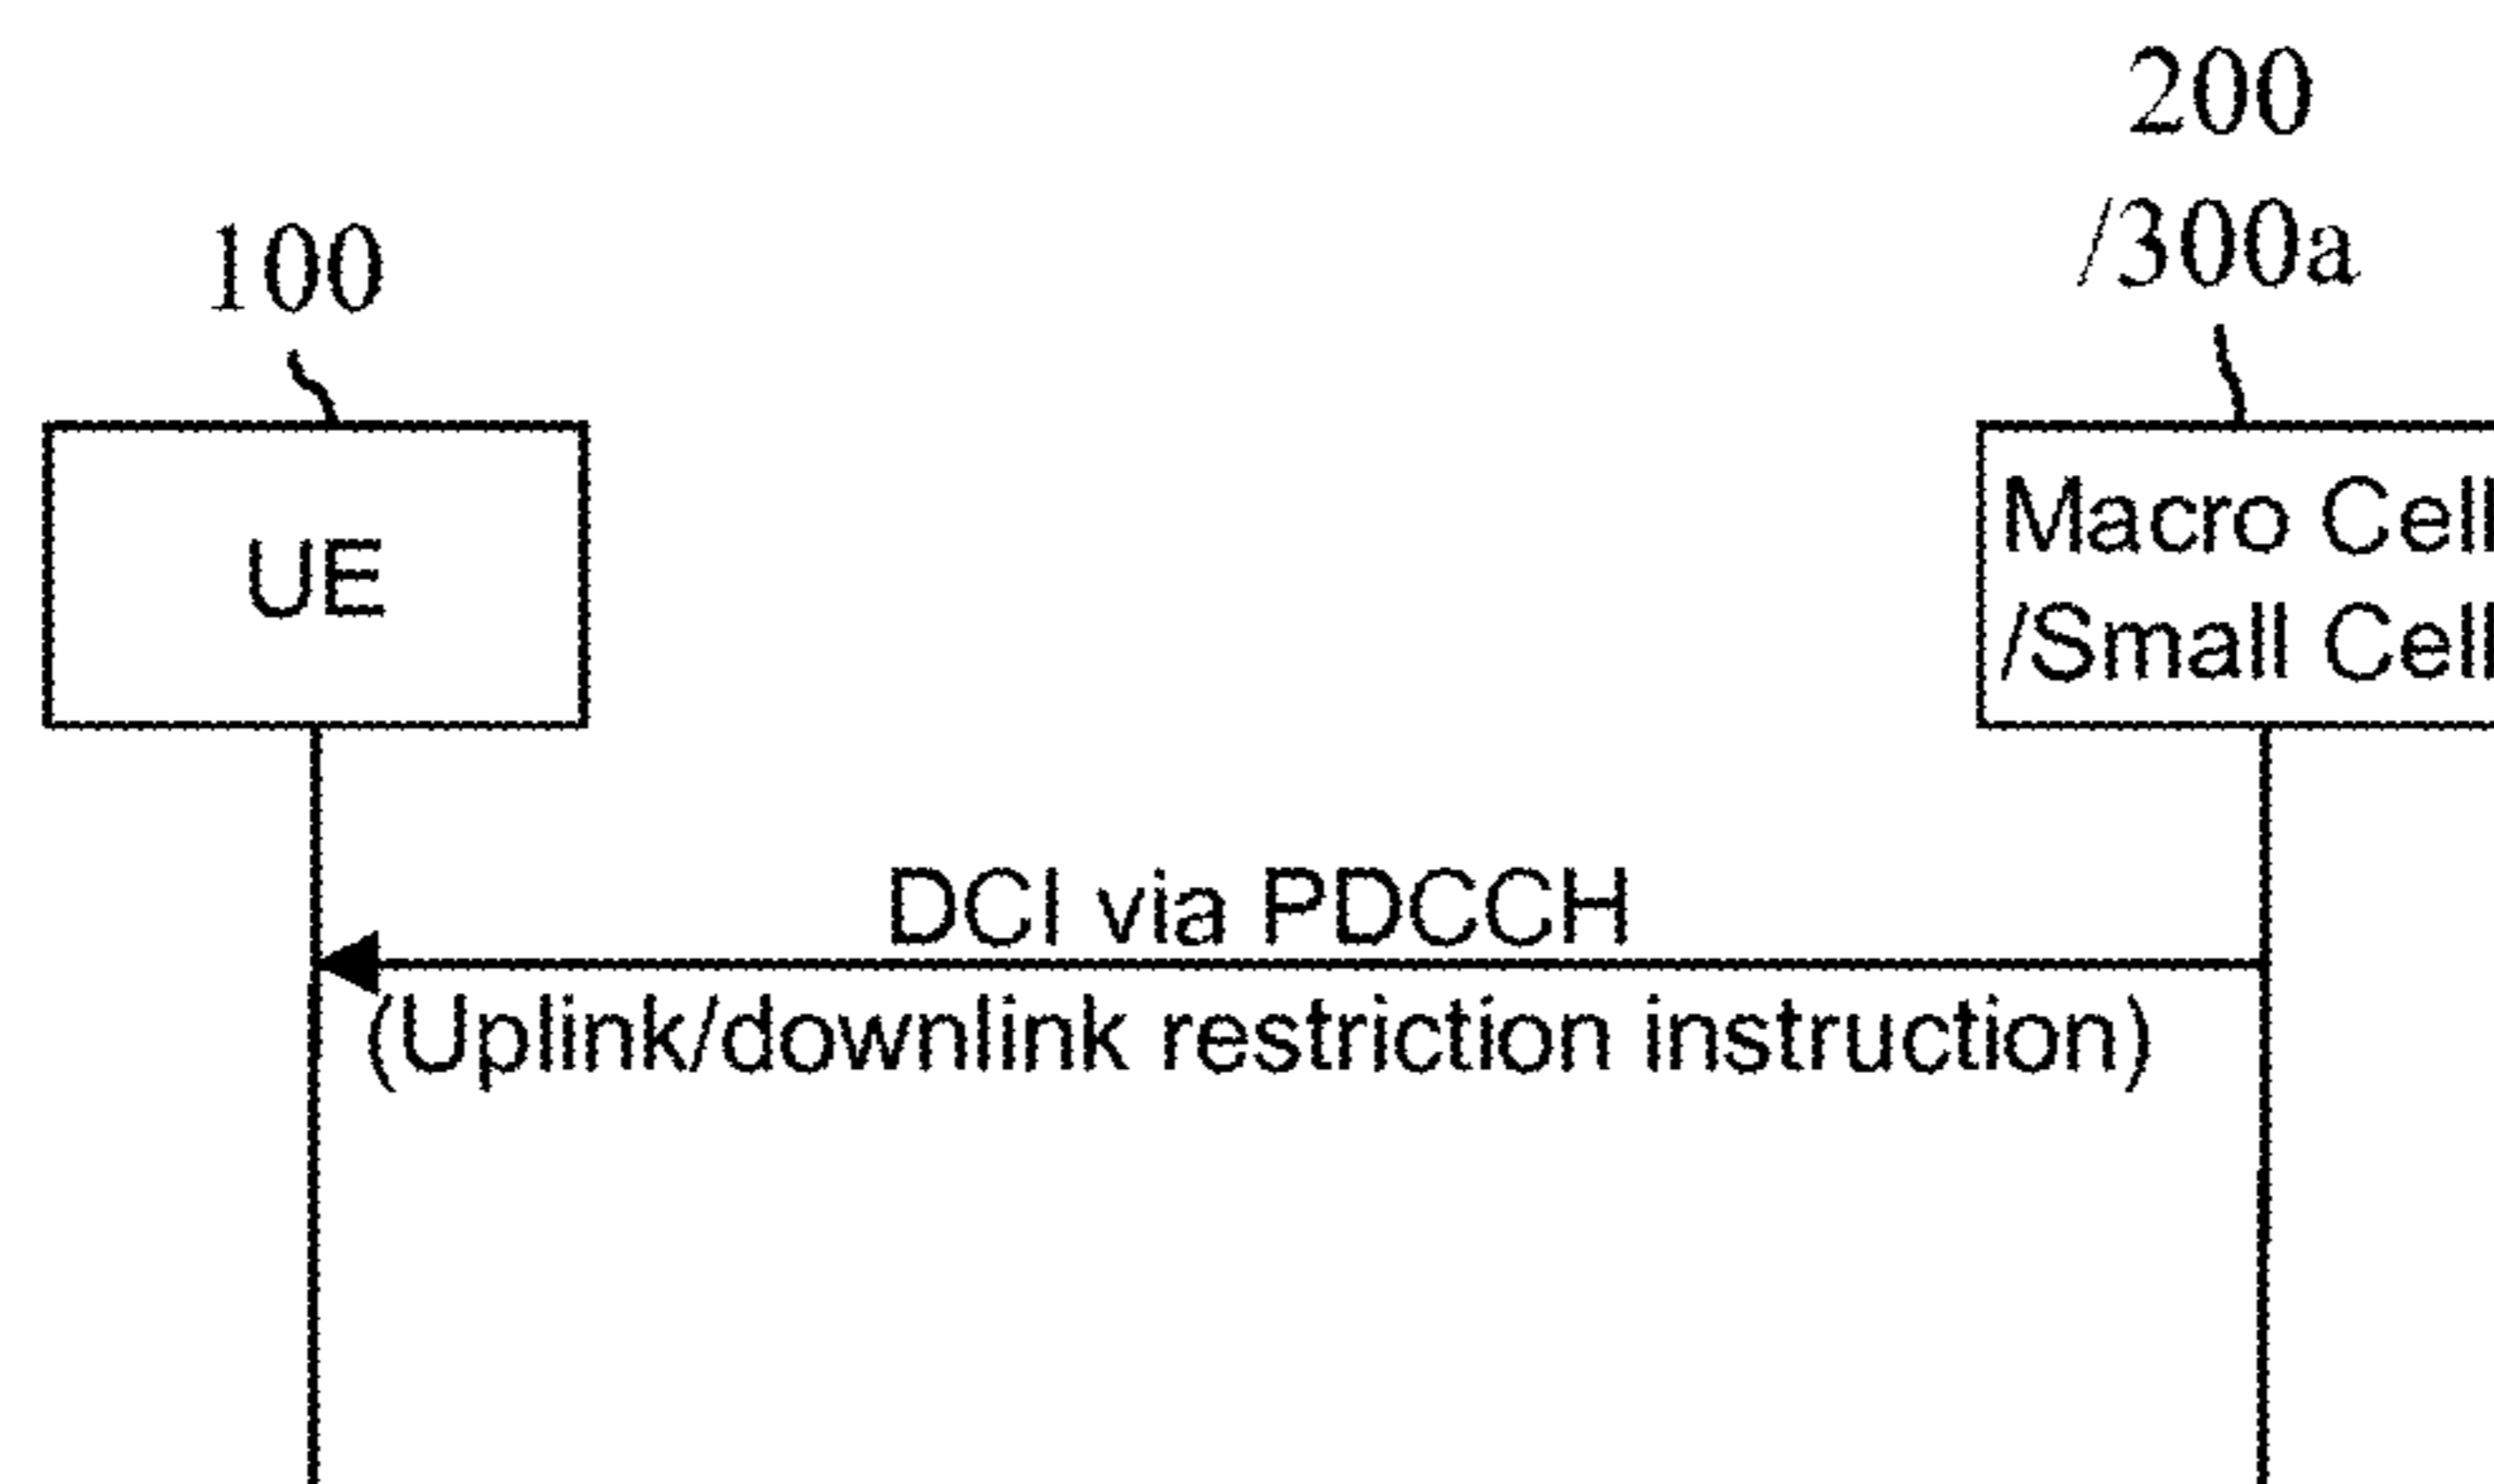 200
/300a
100
UE
Macro Cell
/Small Cell
DCI via PDCCH
(Uplink/downlink restriction instruction)